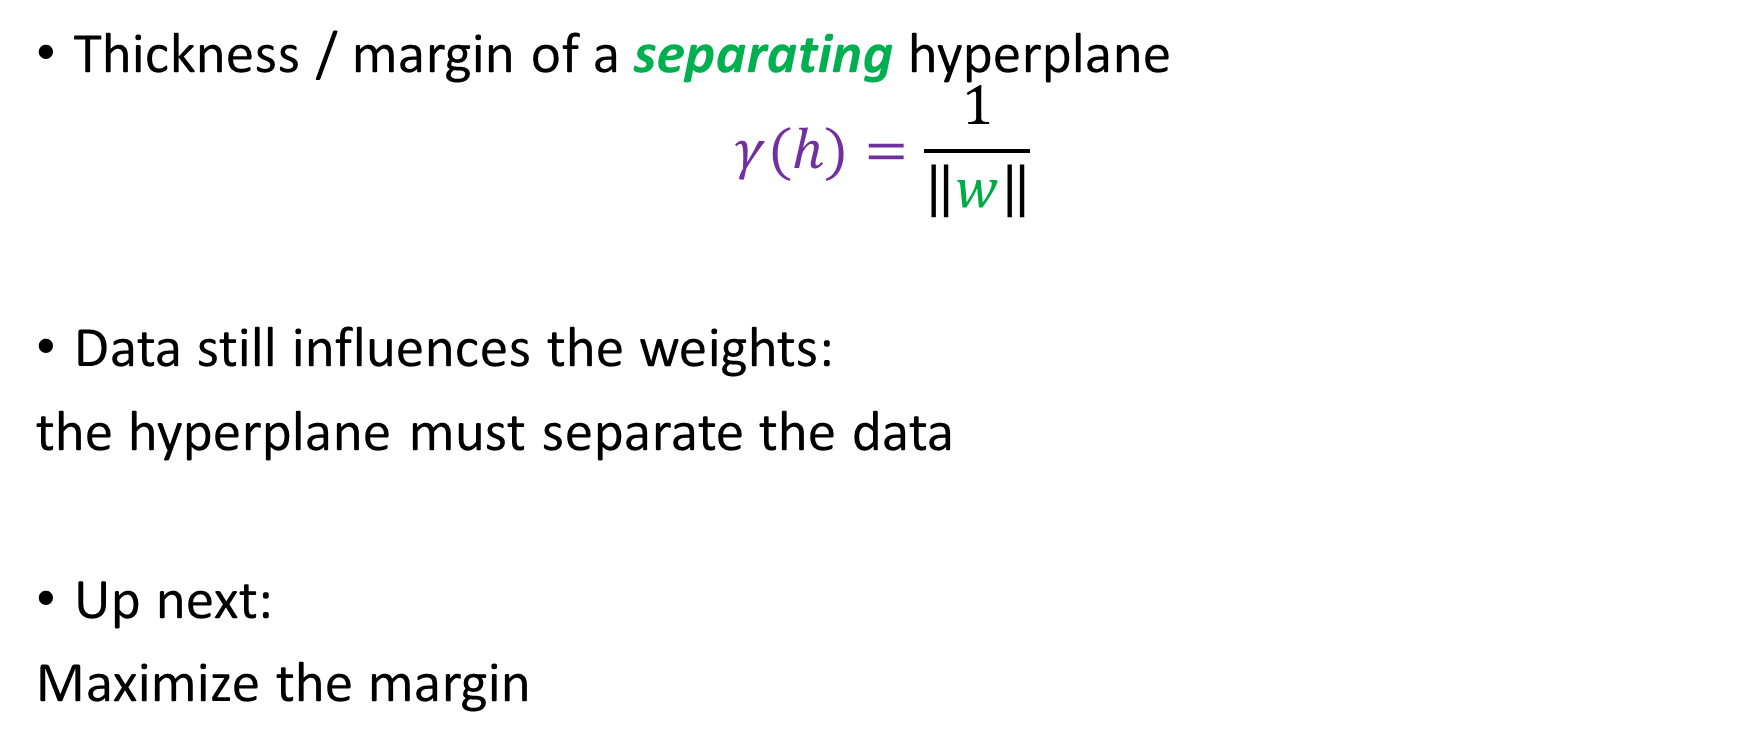 • Thickness / margin of a separating hyperplane
γ(h) = 1 / ‖w‖
• Data still influences the weights:
the hyperplane must separate the data
• Up next:
Maximize the margin